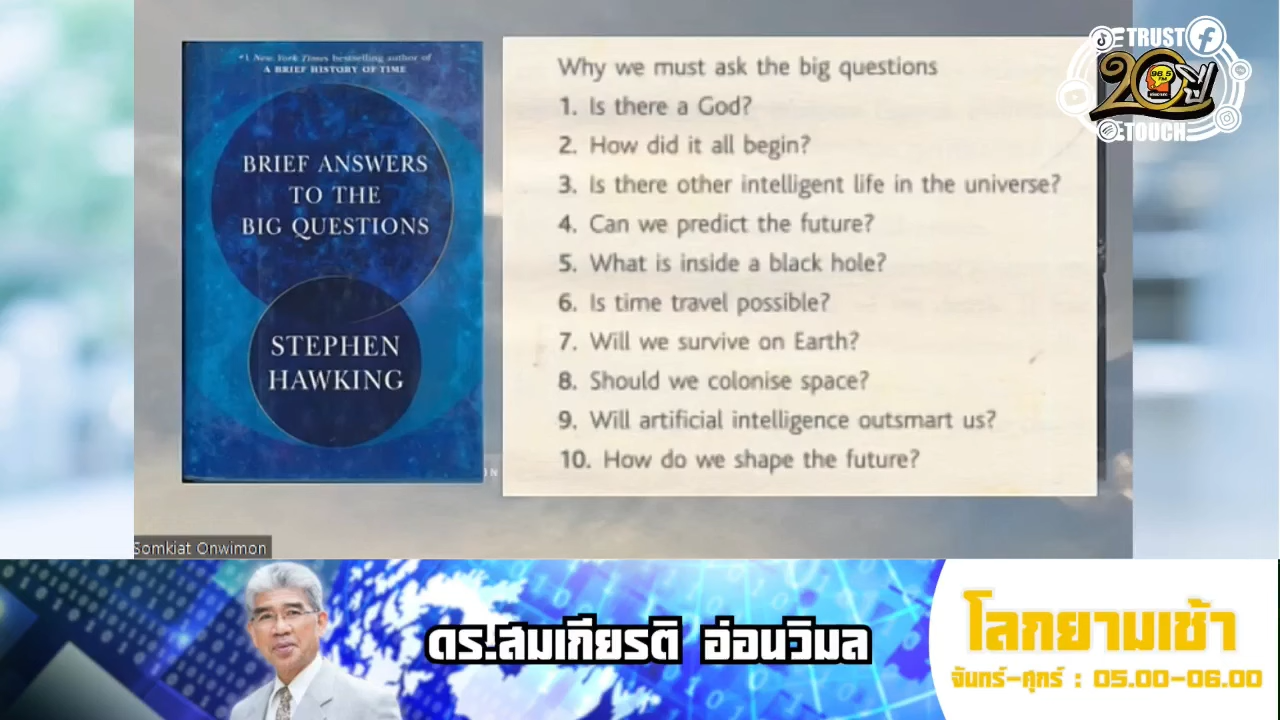 #1 New York Times bestselling author of
A BRIEF HISTORY OF TIME
BRIEF ANSWERS
TO THE
BIG QUESTIONS
STEPHEN
HAWKING
Why we must ask the big questions
1. Is there a God?
2. How did it all begin?
3. Is there other intelligent life in the universe?
4. Can we predict the future?
5. What is inside a black hole?
6. Is time travel possible?
7. Will we survive on Earth?
8. Should we colonise space?
9. Will artificial intelligence outsmart us?
10. How do we shape the future?
ETRUST
20 ปี
98.5
ETOUCH
Somkiat Onwimon
ดร.สมเกียรติ อ่อนวิมล
โลกยามเช้า
จันทร์-ศุกร์ : 05.00-06.00